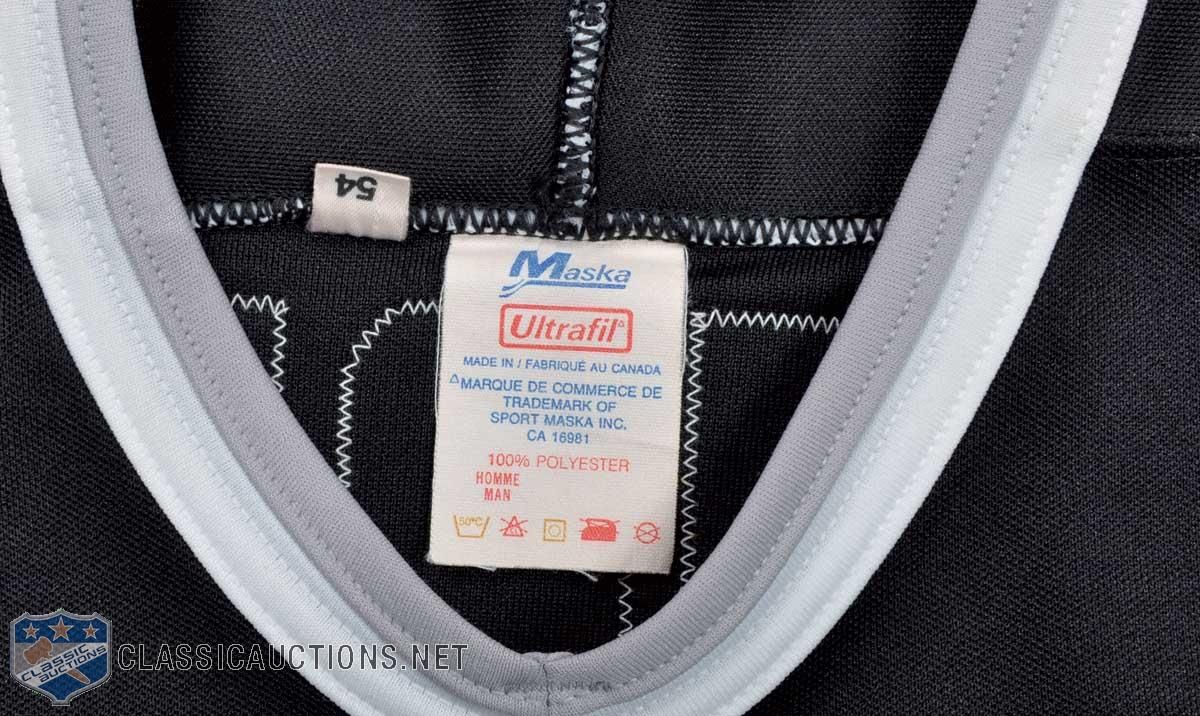 54
Maska
Ultrafil△
MADE IN / FABRIQUÉ AU CANADA
△MARQUE DE COMMERCE DE
TRADEMARK OF
SPORT MASKA INC.
CA 16981
100% POLYESTER
HOMME
MAN
50°C
CLASSIC
AUCTIONS
CLASSICAUCTIONS.NET